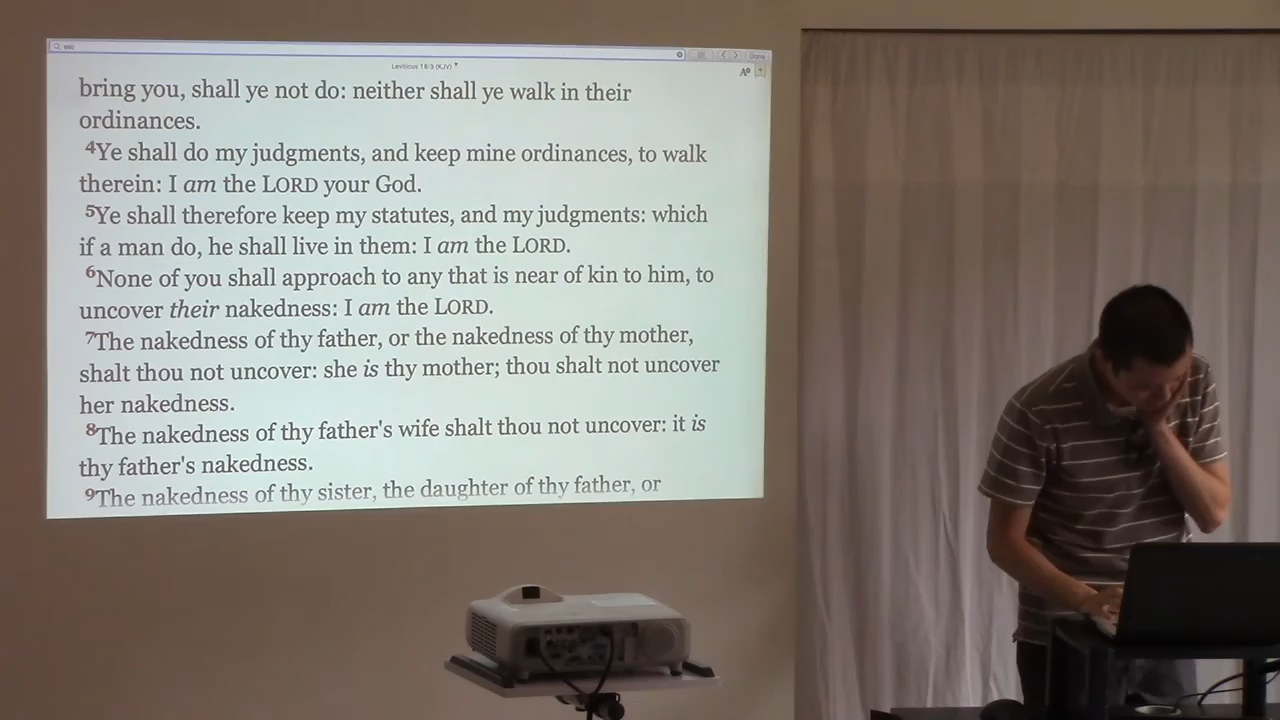 exo
Done
Leviticus 18:3 (KJV)
bring you, shall ye not do: neither shall ye walk in their
ordinances.
4Ye shall do my judgments, and keep mine ordinances, to walk
therein: I am the LORD your God.
5Ye shall therefore keep my statutes, and my judgments: which
if a man do, he shall live in them: I am the LORD.
6None of you shall approach to any that is near of kin to him, to
uncover their nakedness: I am the LORD.
7The nakedness of thy father, or the nakedness of thy mother,
shalt thou not uncover: she is thy mother; thou shalt not uncover
her nakedness.
8The nakedness of thy father's wife shalt thou not uncover: it is
thy father's nakedness.
9The nakedness of thy sister, the daughter of thy father, or